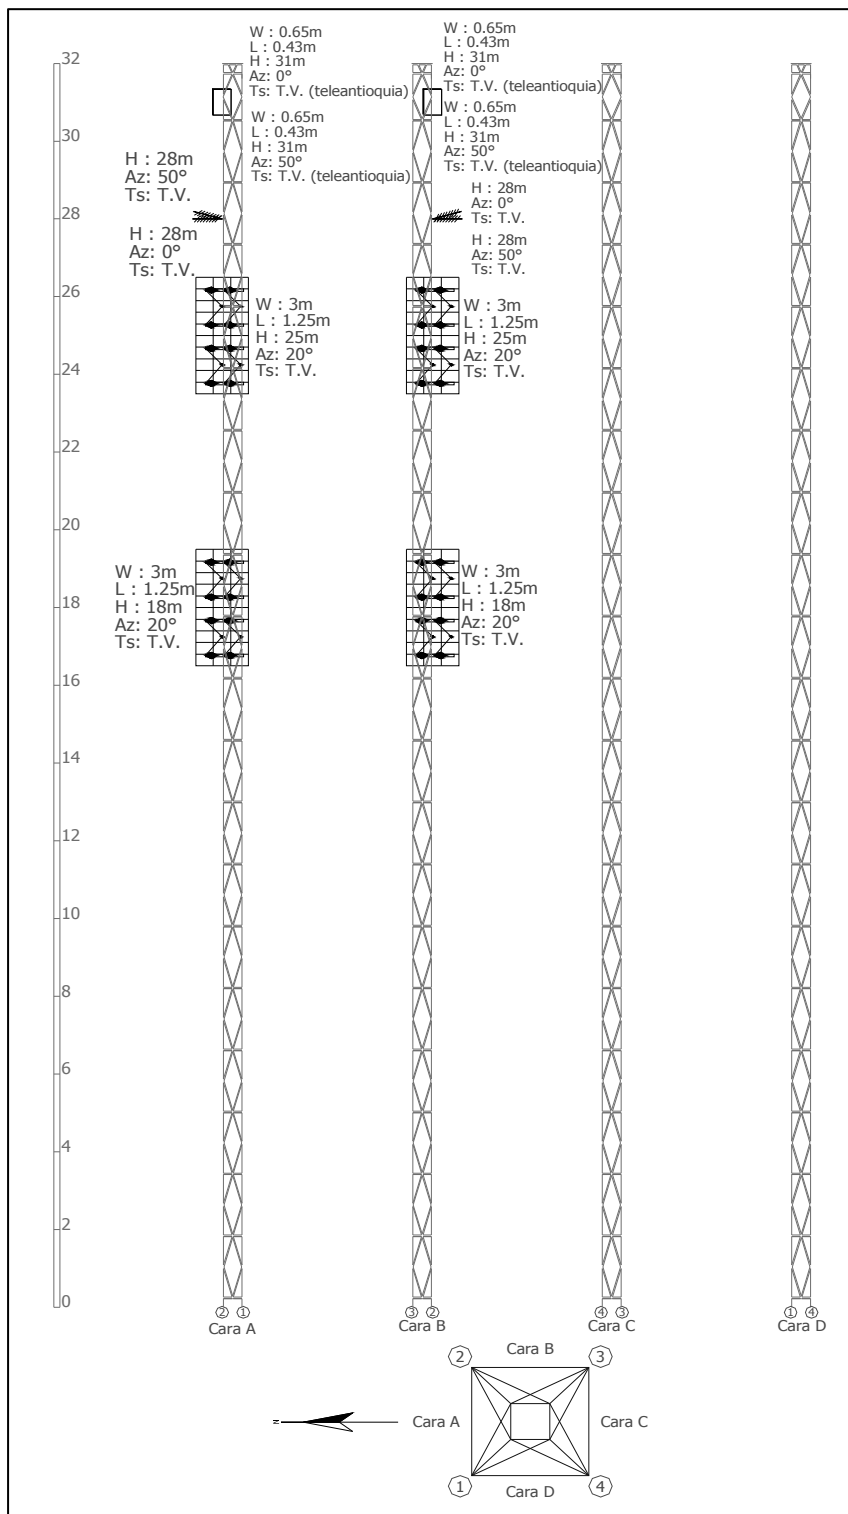 W : 0.65m
L : 0.43m
H : 31m
Az: 0°
Ts: T.V. (teleantioquia)
W : 0.65m
L : 0.43m
H : 31m
Az: 50°
Ts: T.V. (teleantioquia)
H : 28m
Az: 50°
Ts: T.V.
H : 28m
Az: 0°
Ts: T.V.
W : 3m
L : 1.25m
H : 25m
Az: 20°
Ts: T.V.
W : 3m
L : 1.25m
H : 18m
Az: 20°
Ts: T.V.
W : 0.65m
L : 0.43m
H : 31m
Az: 0°
Ts: T.V. (teleantioquia)
W : 0.65m
L : 0.43m
H : 31m
Az: 50°
Ts: T.V. (teleantioquia)
H : 28m
Az: 0°
Ts: T.V.
H : 28m
Az: 50°
Ts: T.V.
W : 3m
L : 1.25m
H : 25m
Az: 20°
Ts: T.V.
W : 3m
L : 1.25m
H : 18m
Az: 20°
Ts: T.V.
32
30
28
26
24
22
20
18
16
14
12
10
8
6
4
2
0
2 1
Cara A
3 2
Cara B
4 3
Cara C
1 4
Cara D
2 Cara B 3
N
Cara A
Cara C
1 Cara D 4